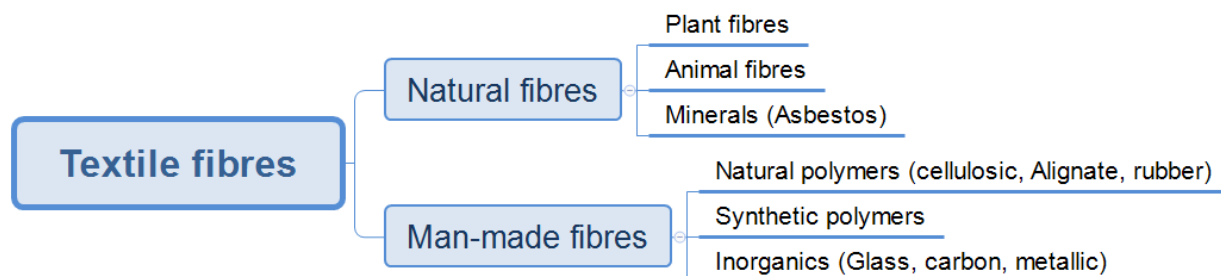 Textile fibres
Natural fibres
Plant fibres
Animal fibres
Minerals (Asbestos)
Man-made fibres
Natural polymers (cellulosic, Alignate, rubber)
Synthetic polymers
Inorganics (Glass, carbon, metallic)